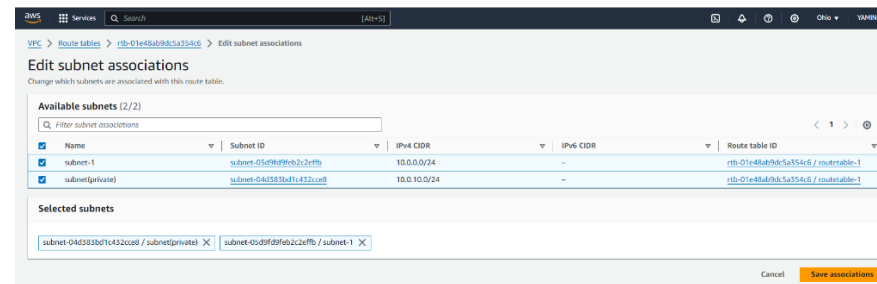 aws Services Search [Alt+S] Ohio YAMIN
VPC > Route tables > rtb-01e48ab9dc5a354c6 > Edit subnet associations
Edit subnet associations
Change which subnets are associated with this route table.
Available subnets (2/2)
Filter subnet associations 1
Name Subnet ID IPv4 CIDR IPv6 CIDR Route table ID
subnet-1 subnet-05d9fd9feb2c2effb 10.0.0.0/24 – rtb-01e48ab9dc5a354c6 / routetable-1
subnet(private) subnet-04d383bd1c432cce8 10.0.10.0/24 – rtb-01e48ab9dc5a354c6 / routetable-1
Selected subnets
subnet-04d383bd1c432cce8 / subnet(private) X subnet-05d9fd9feb2c2effb / subnet-1 X
Cancel Save associations